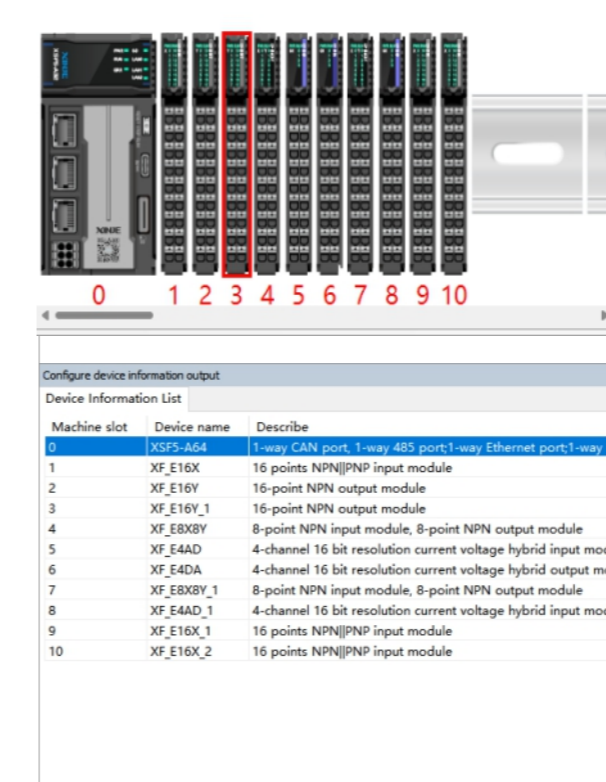 XINJE
XINJE
0 1 2 3 4 5 6 7 8 9 10
Configure device information output
Device Information List
Machine slot Device name Describe
0 XSF5-A64 1-way CAN port, 1-way 485 port;1-way Ethernet port;1-way
1 XF_E16X 16 points NPN||PNP input module
2 XF_E16Y 16-point NPN output module
3 XF_E16Y_1 16-point NPN output module
4 XF_E8X8Y 8-point NPN input module, 8-point NPN output module
5 XF_E4AD 4-channel 16 bit resolution current voltage hybrid input mod
6 XF_E4DA 4-channel 16 bit resolution current voltage hybrid output m
7 XF_E8X8Y_1 8-point NPN input module, 8-point NPN output module
8 XF_E4AD_1 4-channel 16 bit resolution current voltage hybrid input mod
9 XF_E16X_1 16 points NPN||PNP input module
10 XF_E16X_2 16 points NPN||PNP input module